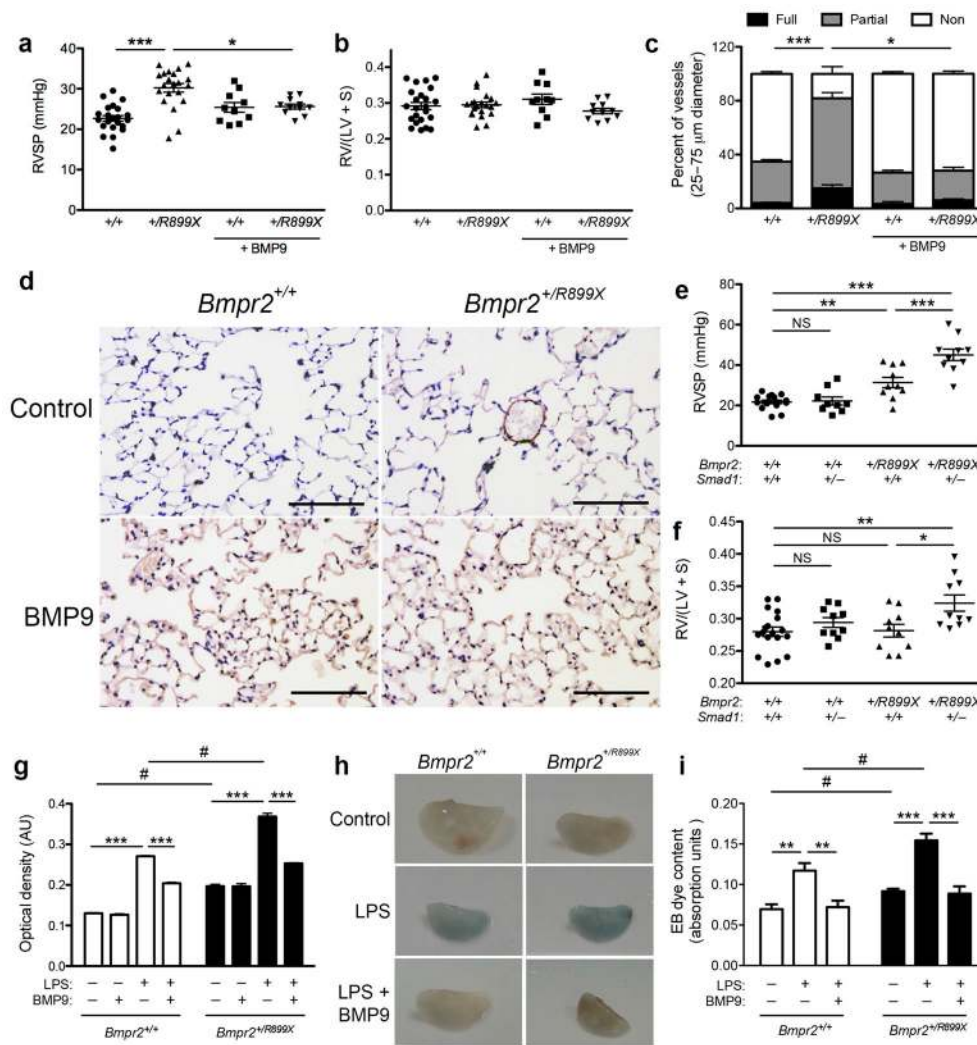 Full Partial Non
a
*** *
RVSP (mmHg)
40
30
20
10
0
+/+ +/R899X +/+ +/R899X
+ BMP9
b
RV/(LV + S)
0.4
0.3
0.2
0.1
0.0
+/+ +/R899X +/+ +/R899X
+ BMP9
c
*** *
Percent of vessels
(25–75 µm diameter)
120
80
40
0
+/+ +/R899X +/+ +/R899X
+ BMP9
d
Bmpr2+/+ Bmpr2+/R899X
Control
BMP9
e
***
** ***
NS
RVSP (mmHg)
80
60
40
20
0
Bmpr2: +/+ +/+ +/R899X +/R899X
Smad1: +/+ +/− +/+ +/−
f
**
NS *
NS
RV/(LV + S)
0.45
0.40
0.35
0.30
0.25
0.20
Bmpr2: +/+ +/+ +/R899X +/R899X
Smad1: +/+ +/− +/+ +/−
g
#
#
*** ***
*** ***
Optical density (AU)
0.4
0.3
0.2
0.1
0.0
LPS: − − + + − − + +
BMP9: − + − + − + − +
Bmpr2+/+ Bmpr2+/R899X
h
Bmpr2+/+ Bmpr2+/R899X
Control
LPS
LPS +
BMP9
i
#
#
*** ***
** **
EB dye content
(absorption units)
0.20
0.15
0.10
0.05
0.00
LPS: − + + − + +
BMP9: − − + − − +
Bmpr2+/+ Bmpr2+/R899X